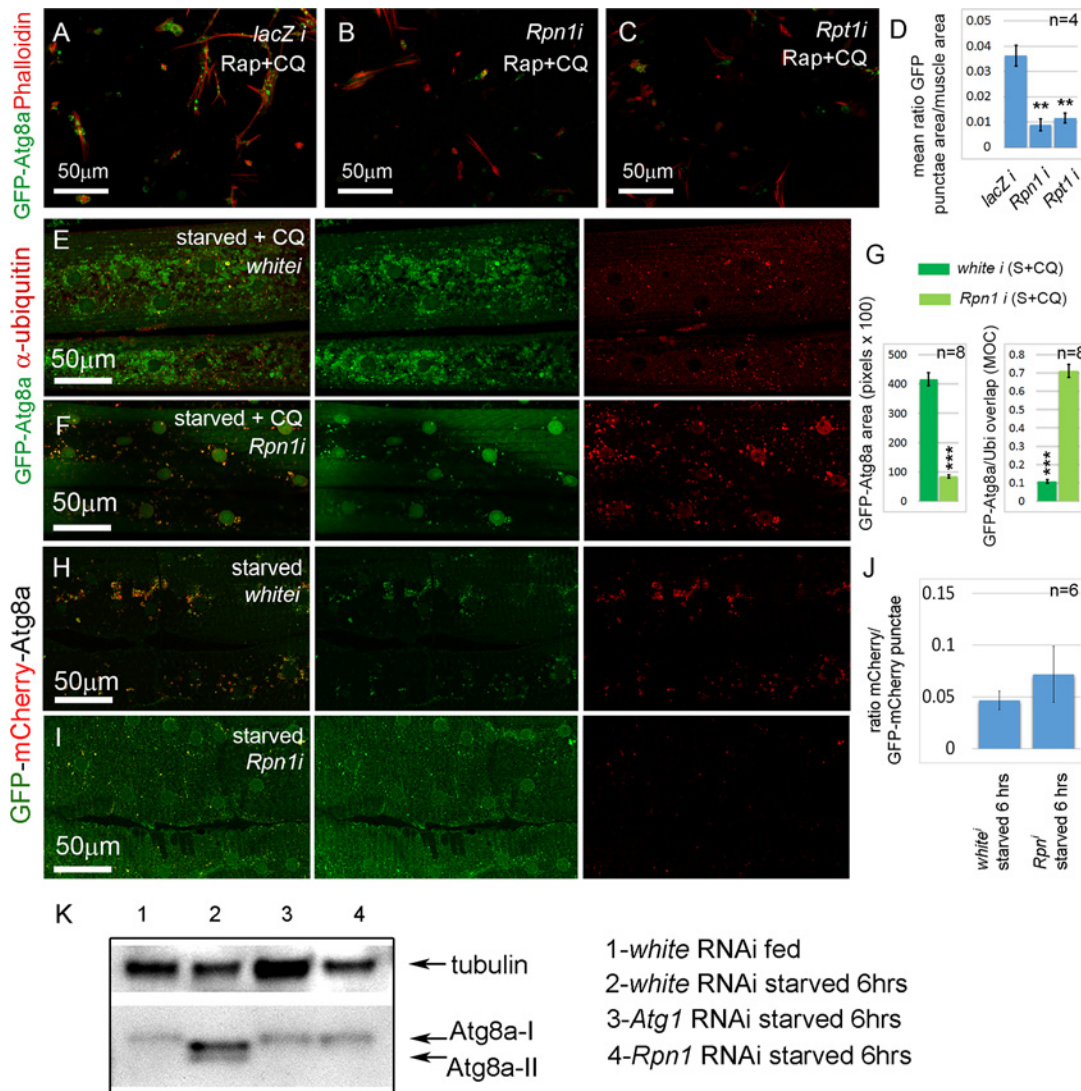 GFP-Atg8aPhalloidin
A
lacZ i
Rap+CQ
50μm
B
Rpn1i
Rap+CQ
50μm
C
Rpt1i
Rap+CQ
50μm
D
mean ratio GFP
punctae area/muscle area
n=4
0.05
0.04
0.03
0.02
0.01
0
**
**
lacZ i
Rpn1 i
Rpt1 i
GFP-Atg8a α-ubiquitin
E
starved + CQ
whitei
50μm
F
starved + CQ
Rpn1i
50μm
G
white i (S+CQ)
Rpn1 i (S+CQ)
GFP-Atg8a area (pixels x 100)
n=8
500
400
300
200
100
0
***
GFP-Atg8a/Ubi overlap (MOC)
n=8
0.8
0.7
0.6
0.5
0.4
0.3
0.2
0.1
0
***
GFP-mCherry-Atg8a
H
starved
whitei
50μm
I
starved
Rpn1i
50μm
J
ratio mCherry/
GFP-mCherry punctae
n=6
0.15
0.1
0.05
0
white^i
starved 6 hrs
Rpn^i
starved 6 hrs
K
1 2 3 4
tubulin
Atg8a-I
Atg8a-II
1-white RNAi fed
2-white RNAi starved 6hrs
3-Atg1 RNAi starved 6hrs
4-Rpn1 RNAi starved 6hrs